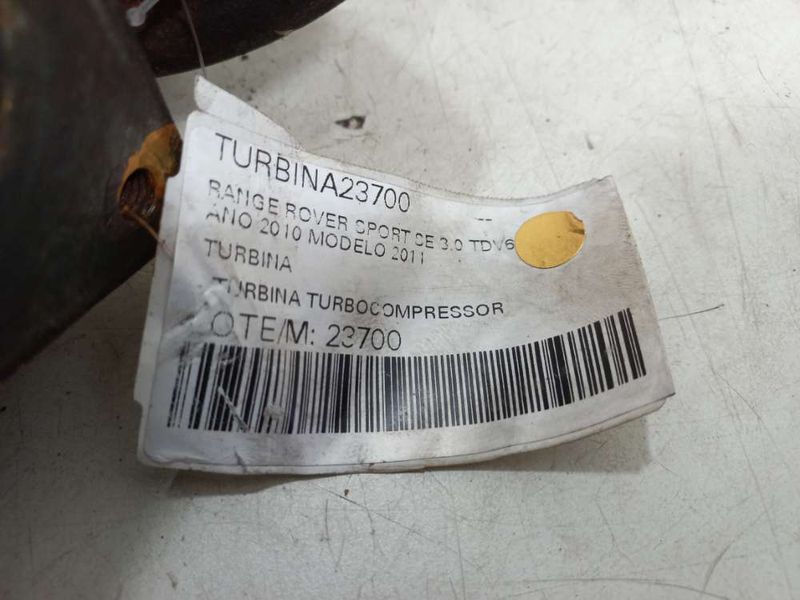 TURBINA23700
RANGE ROVER SPORT SE 3.0 TDV6
ANO 2010 MODELO 2011
TURBINA
TURBINA TURBOCOMPRESSOR
OTE/M: 23700